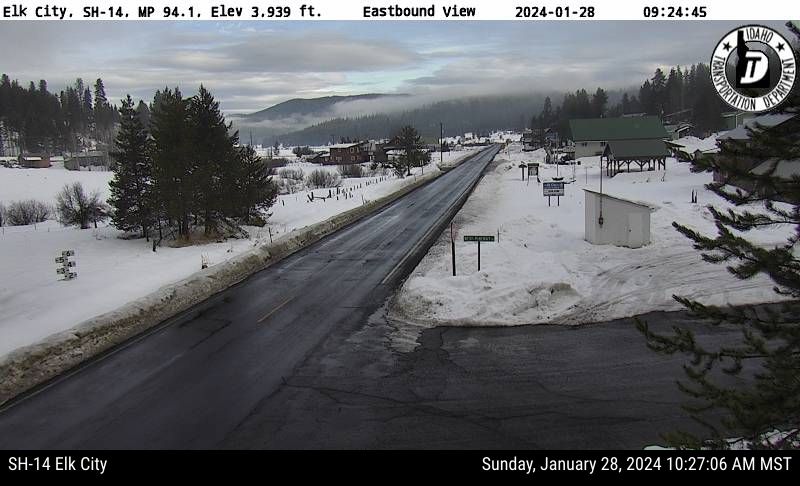 Elk City, SH-14, MP 94.1, Elev 3,939 ft. Eastbound View 2024-01-28 09:24:45
IDAHO
TRANSPORTATION DEPARTMENT
SH-14 Elk City
Sunday, January 28, 2024 10:27:06 AM MST